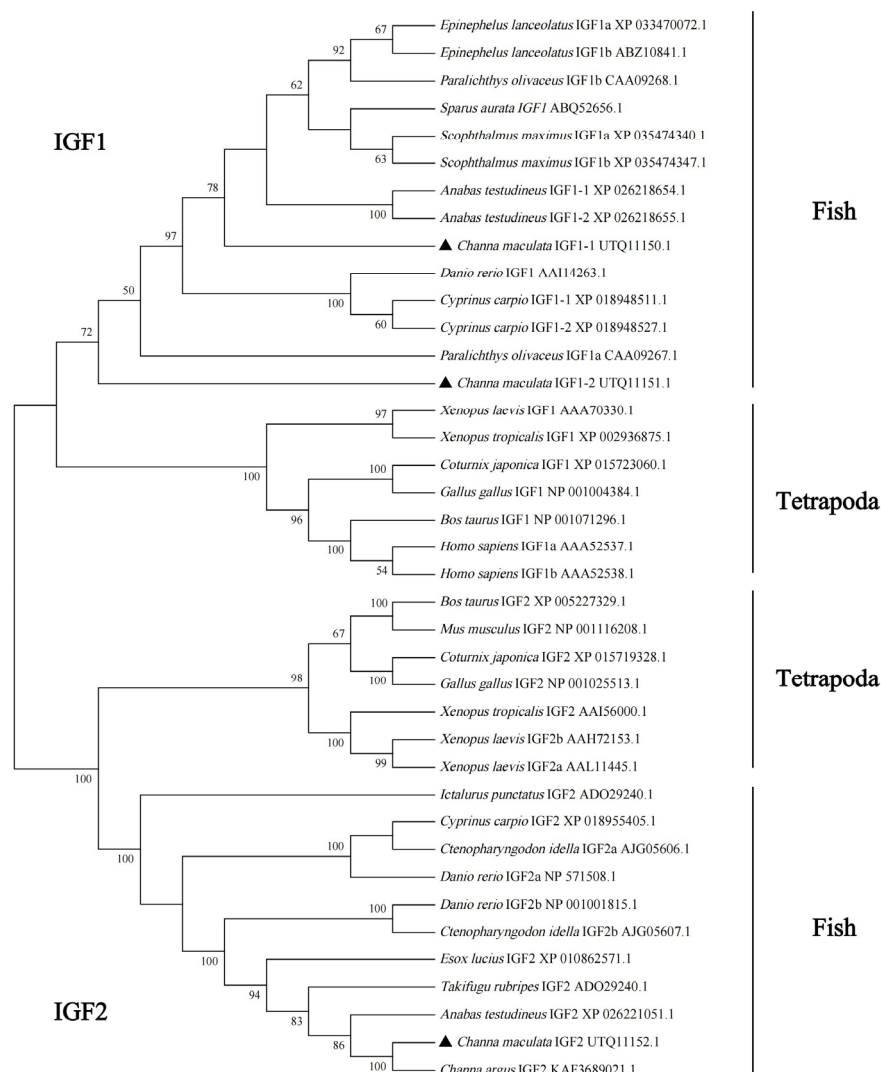 67
Epinephelus lanceolatus IGF1a XP 033470072.1
92
Epinephelus lanceolatus IGF1b ABZ10841.1
Paralichthys olivaceus IGF1b CAA09268.1
62
Sparus aurata IGF1 ABQ52656.1
IGF1
Scophthalmus maximus IGF1a XP 035474340.1
63
Scophthalmus maximus IGF1b XP 035474347.1
78
Anabas testudineus IGF1-1 XP 026218654.1
Fish
100
Anabas testudineus IGF1-2 XP 026218655.1
97
▲ Channa maculata IGF1-1 UTQ11150.1
Danio rerio IGF1 AAI14263.1
50
100
Cyprinus carpio IGF1-1 XP 018948511.1
60
Cyprinus carpio IGF1-2 XP 018948527.1
72
Paralichthys olivaceus IGF1a CAA09267.1
▲ Channa maculata IGF1-2 UTQ11151.1
97
Xenopus laevis IGF1 AAA70330.1
Xenopus tropicalis IGF1 XP 002936875.1
100
100
Coturnix japonica IGF1 XP 015723060.1
Gallus gallus IGF1 NP 001004384.1
Tetrapoda
96
Bos taurus IGF1 NP 001071296.1
100
Homo sapiens IGF1a AAA52537.1
54
Homo sapiens IGF1b AAA52538.1
100
Bos taurus IGF2 XP 005227329.1
67
Mus musculus IGF2 NP 001116208.1
98
Coturnix japonica IGF2 XP 015719328.1
100
Gallus gallus IGF2 NP 001025513.1
Tetrapoda
Xenopus tropicalis IGF2 AAI56000.1
100
Xenopus laevis IGF2b AAH72153.1
99
Xenopus laevis IGF2a AAL11445.1
100
Ictalurus punctatus IGF2 ADO29240.1
Cyprinus carpio IGF2 XP 018955405.1
100
100
Ctenopharyngodon idella IGF2a AJG05606.1
Danio rerio IGF2a NP 571508.1
100
Danio rerio IGF2b NP 001001815.1
Ctenopharyngodon idella IGF2b AJG05607.1
Fish
100
Esox lucius IGF2 XP 010862571.1
94
Takifugu rubripes IGF2 ADO29240.1
IGF2
83
Anabas testudineus IGF2 XP 026221051.1
86
▲ Channa maculata IGF2 UTQ11152.1
100
Channa argus IGF2 KAF3689021.1